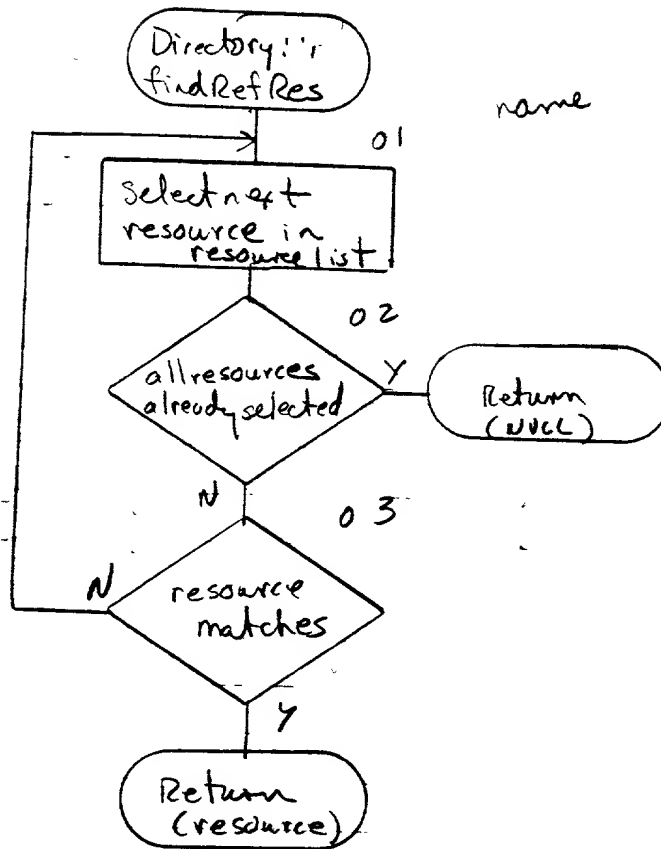 Directory::
findRefRes
name
01
Select next
resource in
resource list
02
all resources
already selected
Y
Return
(NULL)
N
03
N
resource
matches
Y
Return
(resource)